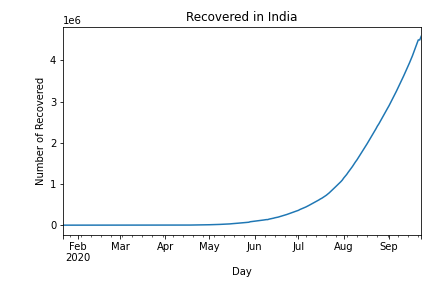 Recovered in India
1e6
4
3
2
1
0
Number of Recovered
Feb Mar Apr May Jun Jul Aug Sep
2020
Day